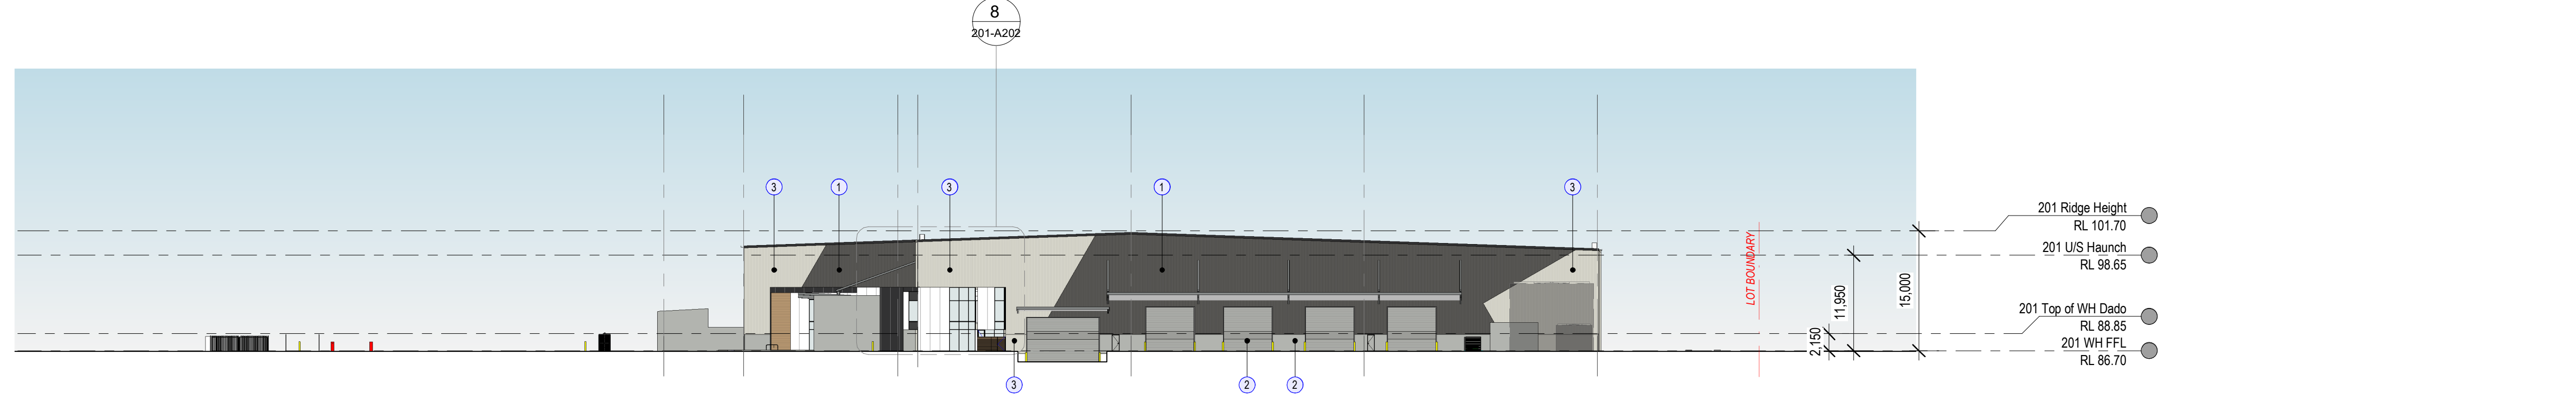 8
201-A202
3
1
3
1
3
LOT BOUNDARY
2,150
11,950
15,000
201 Ridge Height
RL 101.70
201 U/S Haunch
RL 98.65
201 Top of WH Dado
RL 88.85
201 WH FFL
RL 86.70
3
2
2